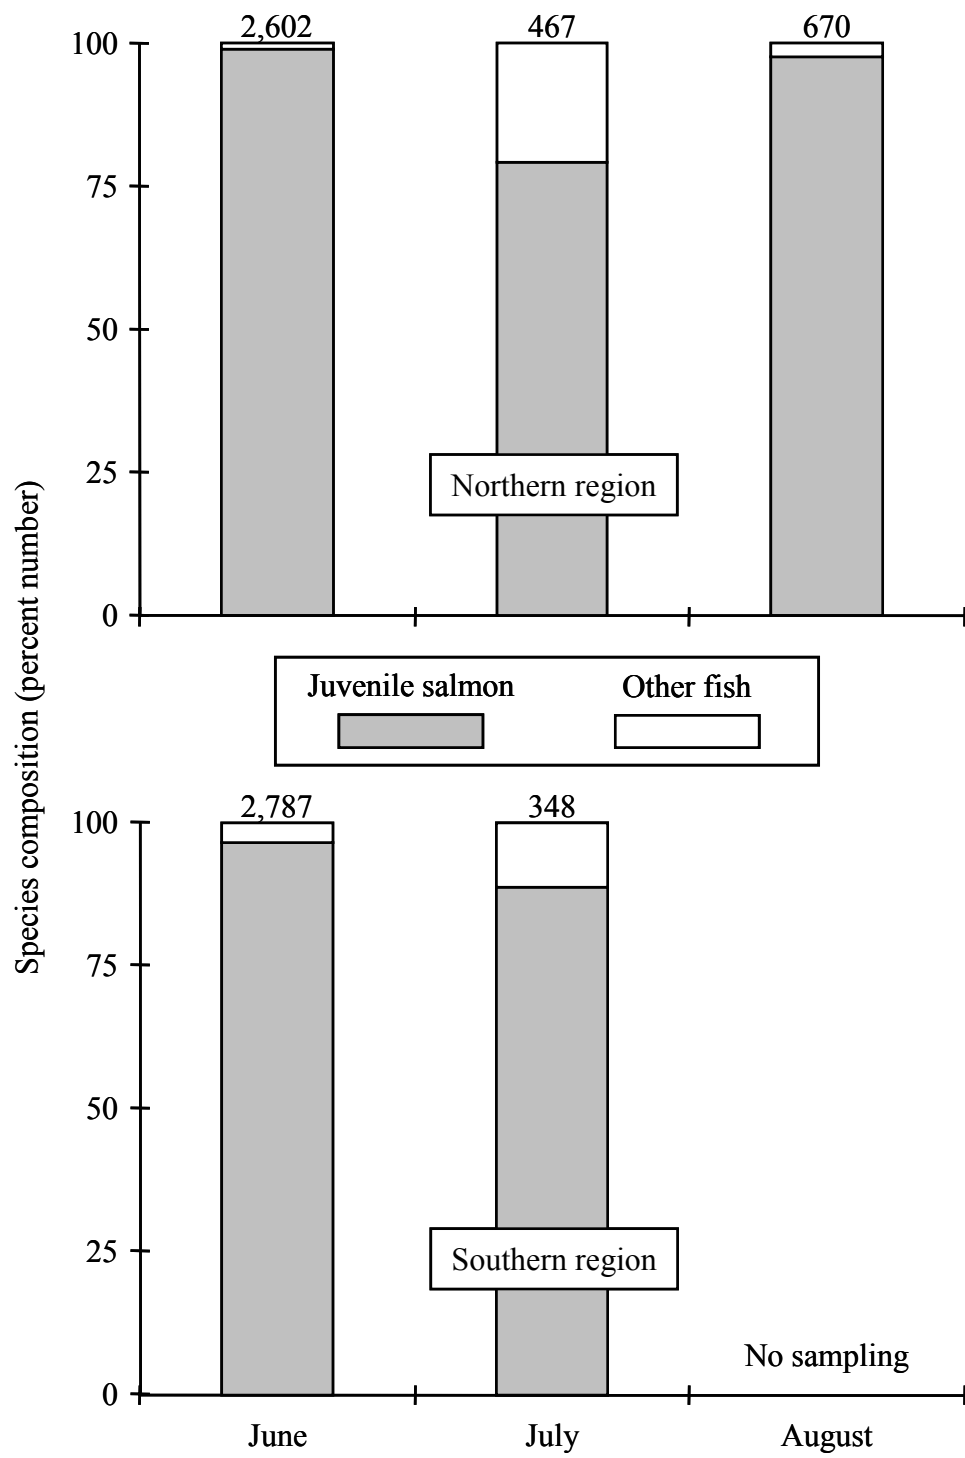 2,602
467
670
100
75
50
25
0
Northern region
Species composition (percent number)
Juvenile salmon
Other fish
2,787
348
100
75
50
25
0
Southern region
No sampling
June
July
August